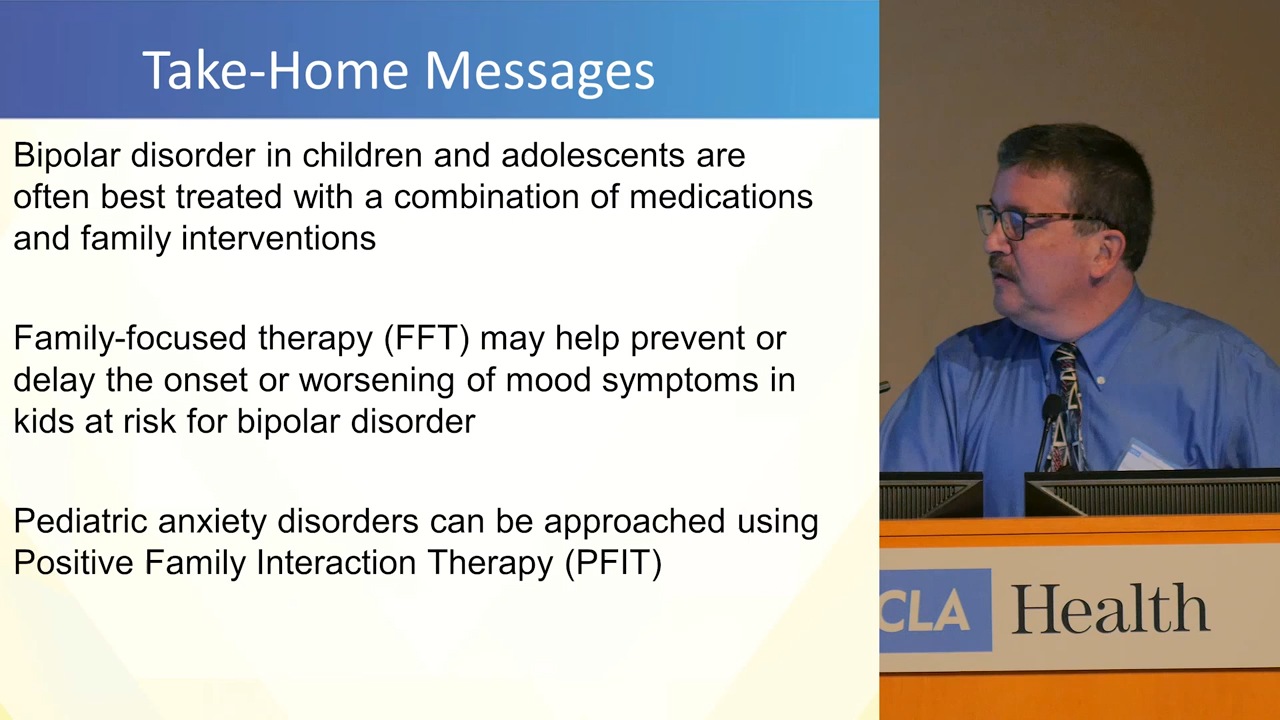 Take-Home Messages
Bipolar disorder in children and adolescents are
often best treated with a combination of medications
and family interventions
Family-focused therapy (FFT) may help prevent or
delay the onset or worsening of mood symptoms in
kids at risk for bipolar disorder
Pediatric anxiety disorders can be approached using
Positive Family Interaction Therapy (PFIT)
CLA Health